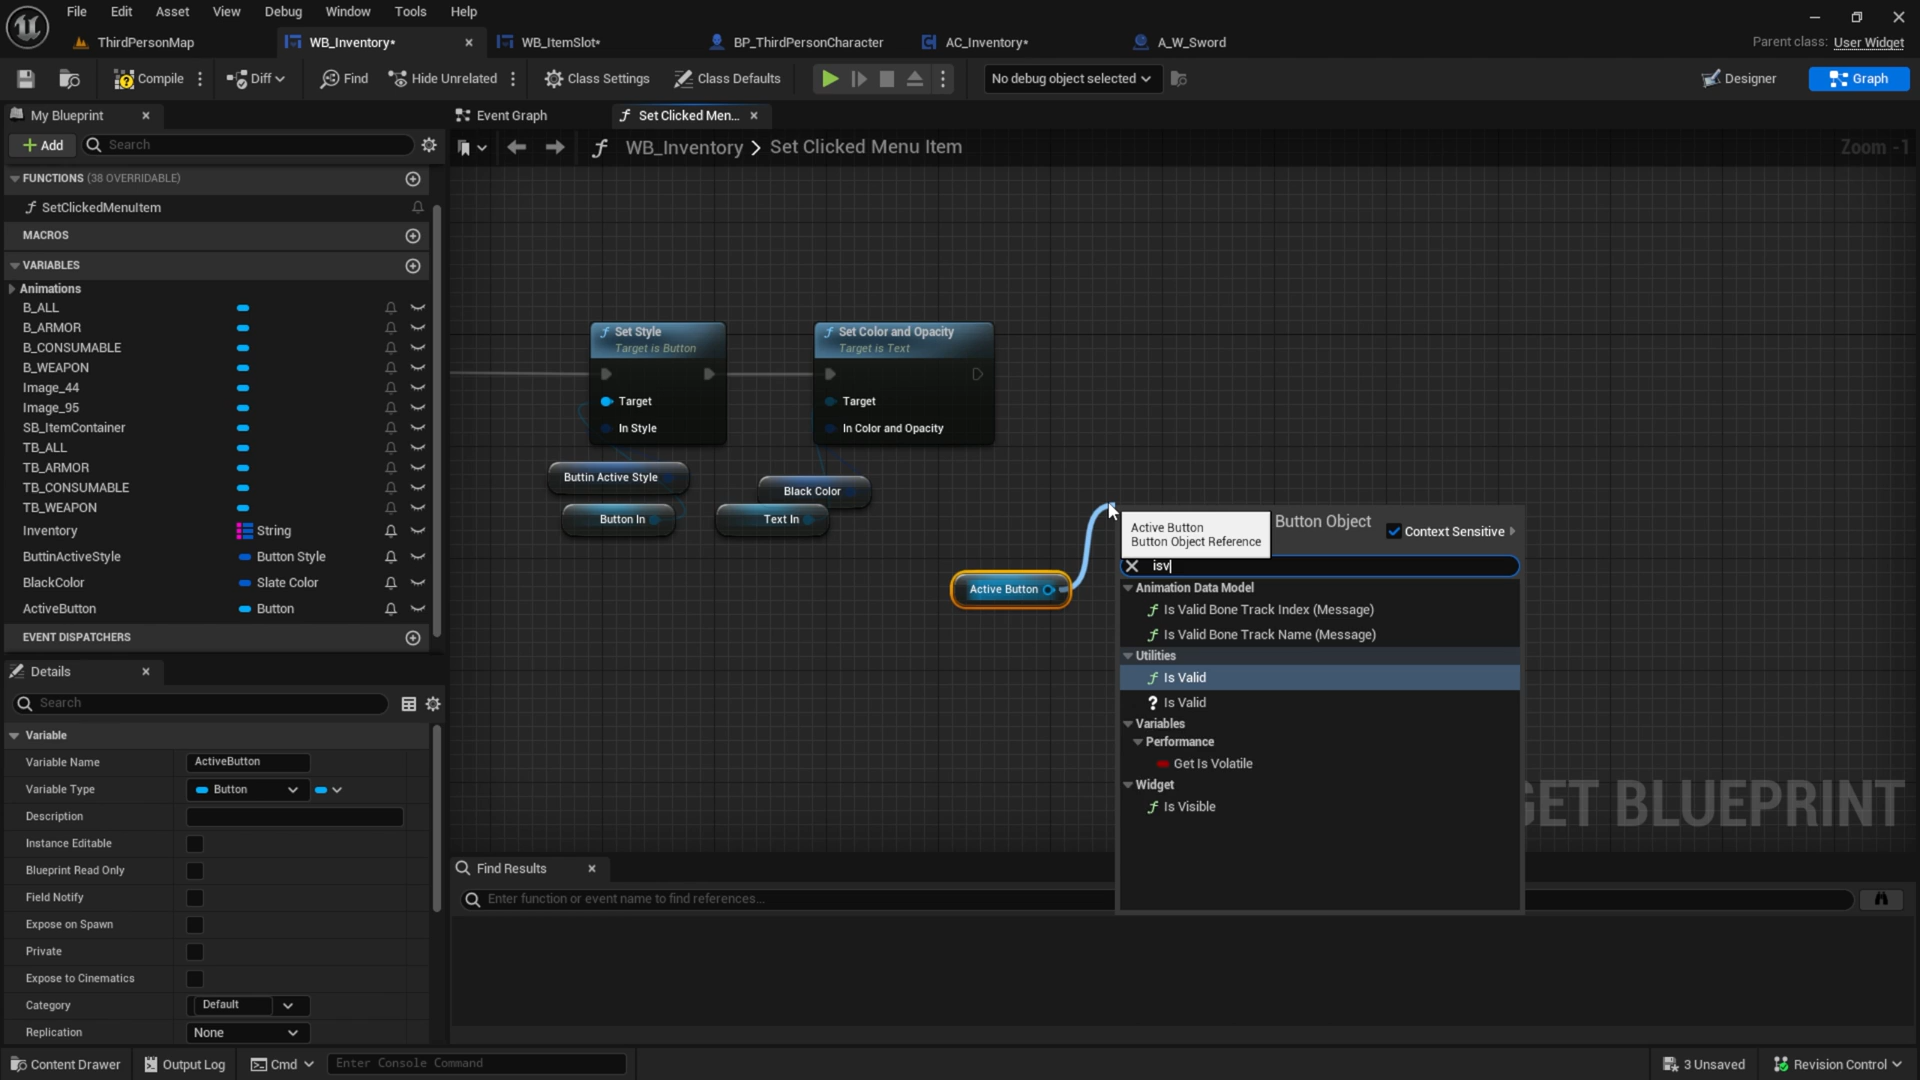 File Edit Asset View Debug Window Tools Help
ThirdPersonMap
WB_Inventory*
WB_ItemSlot*
BP_ThirdPersonCharacter
AC_Inventory*
A_W_Sword
Parent class: User Widget
Compile
Diff
Find
Hide Unrelated
Class Settings
Class Defaults
No debug object selected
Designer
Graph
My Blueprint
Add
Search
FUNCTIONS (38 OVERRIDABLE)
SetClickedMenuItem
MACROS
VARIABLES
Animations
B_ALL
B_ARMOR
B_CONSUMABLE
B_WEAPON
Image_44
Image_95
SB_ItemContainer
TB_ALL
TB_ARMOR
TB_CONSUMABLE
TB_WEAPON
Inventory String
ButtinActiveStyle Button Style
BlackColor Slate Color
ActiveButton Button
EVENT DISPATCHERS
Details
Search
Variable
Variable Name ActiveButton
Variable Type Button
Description
Instance Editable
Blueprint Read Only
Field Notify
Expose on Spawn
Private
Expose to Cinematics
Category Default
Replication None
Event Graph
Set Clicked Men...
WB_Inventory > Set Clicked Menu Item
Zoom -1
Set Style
Target is Button
Target
In Style
Set Color and Opacity
Target is Text
Target
In Color and Opacity
Buttin Active Style
Button In
Black Color
Text In
Active Button
Active Button
Button Object Reference
Button Object
Context Sensitive
isv
Animation Data Model
Is Valid Bone Track Index (Message)
Is Valid Bone Track Name (Message)
Utilities
Is Valid
? Is Valid
Variables
Performance
Get Is Volatile
Widget
Is Visible
GET BLUEPRINT
Find Results
Enter function or event name to find references...
Content Drawer
Output Log
Cmd
Enter Console Command
3 Unsaved
Revision Control